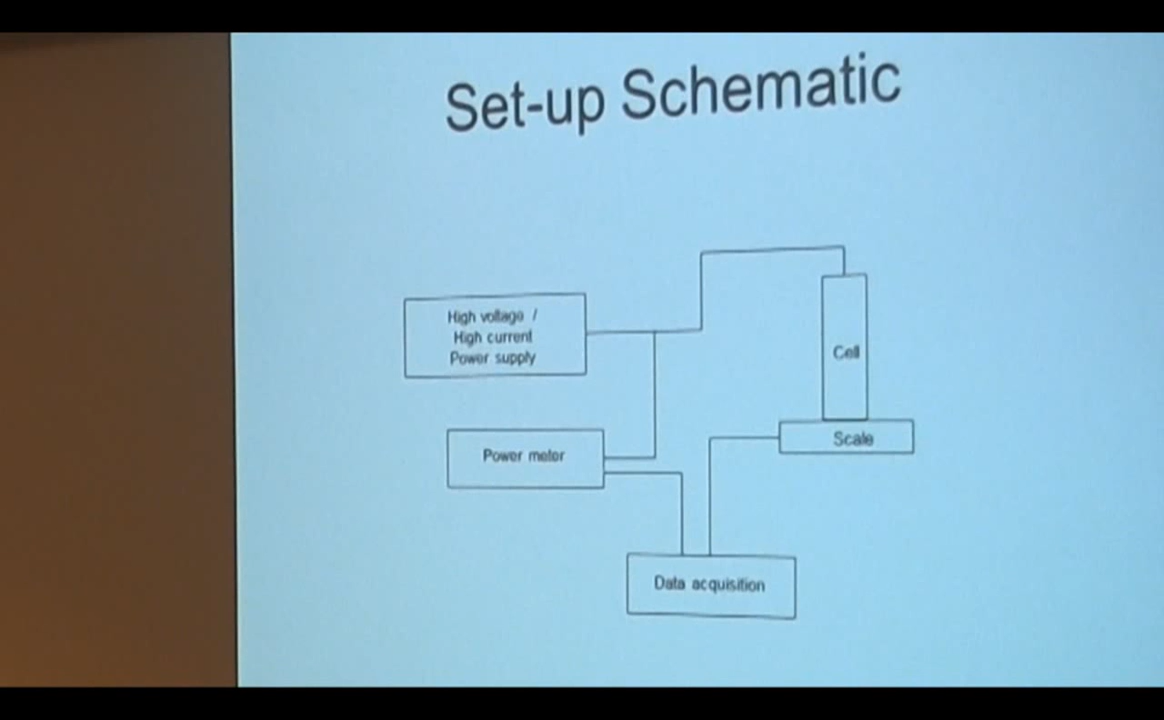 Set-up Schematic
High voltage /
High current
Power supply
Cell
Scale
Power meter
Data acquisition